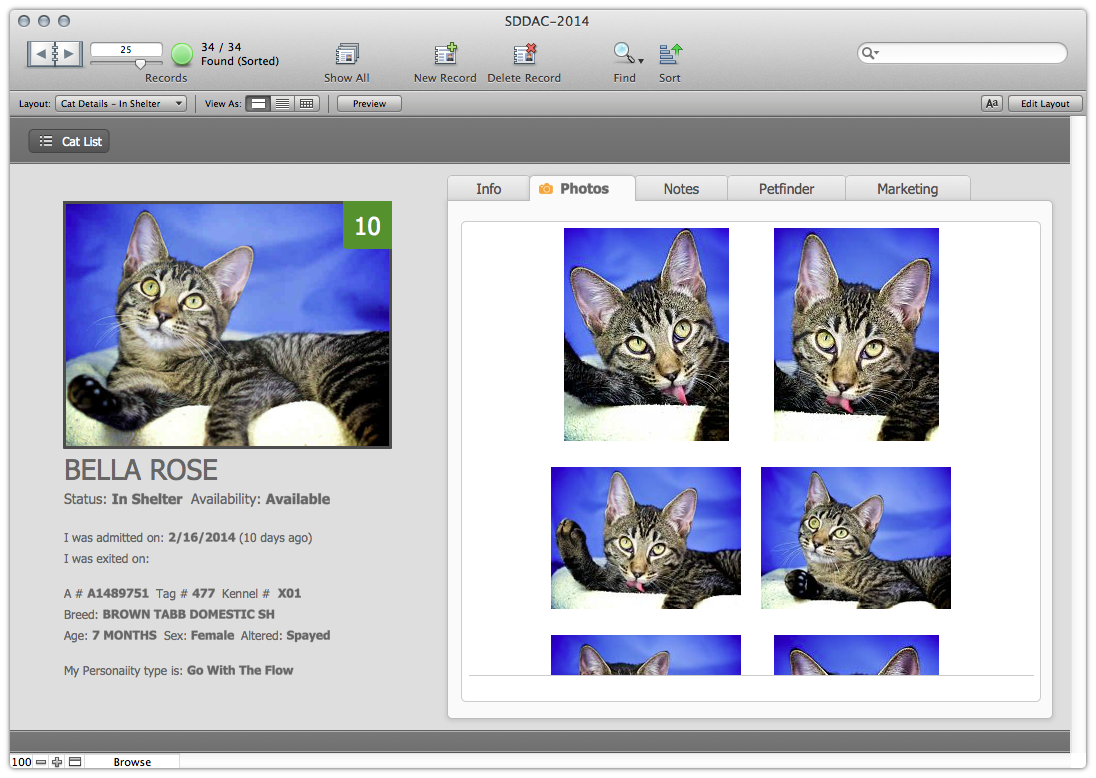 SDDAC-2014
25
34 / 34
Found (Sorted)
Records
Show All
New Record
Delete Record
Find
Sort
Layout: Cat Details - In Shelter
View As:
Preview
Aa
Edit Layout
Cat List
Info
Photos
Notes
Petfinder
Marketing
10
BELLA ROSE
Status: In Shelter Availability: Available
I was admitted on: 2/16/2014 (10 days ago)
I was exited on:
A # A1489751 Tag # 477 Kennel # X01
Breed: BROWN TABB DOMESTIC SH
Age: 7 MONTHS Sex: Female Altered: Spayed
My Personality type is: Go With The Flow
100
Browse